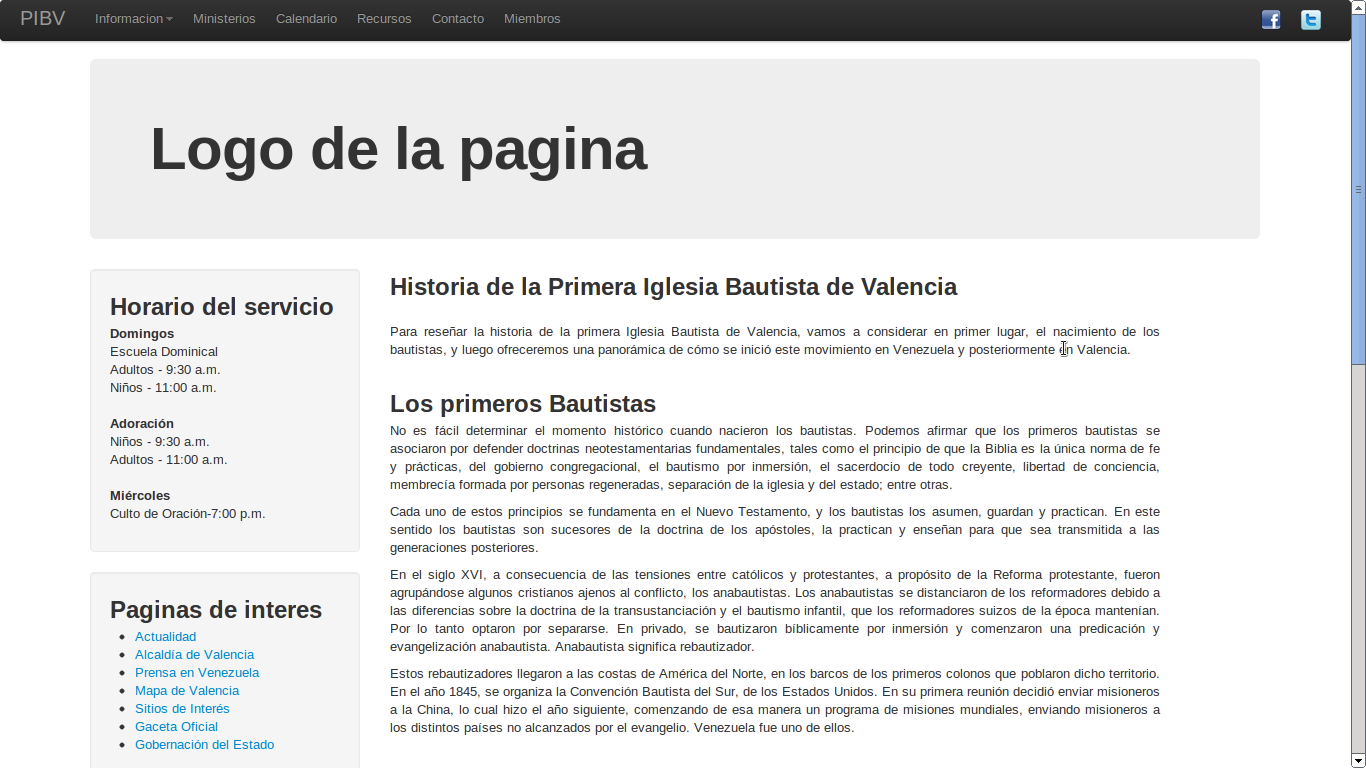 PIBV Informacion Ministerios Calendario Recursos Contacto Miembros
Logo de la pagina
Horario del servicio
Domingos
Escuela Dominical
Adultos - 9:30 a.m.
Niños - 11:00 a.m.
Adoración
Niños - 9:30 a.m.
Adultos - 11:00 a.m.
Miércoles
Culto de Oración-7:00 p.m.
Paginas de interes
Actualidad
Alcaldía de Valencia
Prensa en Venezuela
Mapa de Valencia
Sitios de Interés
Gaceta Oficial
Gobernación del Estado
Historia de la Primera Iglesia Bautista de Valencia
Para reseñar la historia de la primera Iglesia Bautista de Valencia, vamos a considerar en primer lugar, el nacimiento de los
bautistas, y luego ofreceremos una panorámica de cómo se inició este movimiento en Venezuela y posteriormente en Valencia.
Los primeros Bautistas
No es fácil determinar el momento histórico cuando nacieron los bautistas. Podemos afirmar que los primeros bautistas se
asociaron por defender doctrinas neotestamentarias fundamentales, tales como el principio de que la Biblia es la única norma de fe
y prácticas, del gobierno congregacional, el bautismo por inmersión, el sacerdocio de todo creyente, libertad de conciencia,
membrecía formada por personas regeneradas, separación de la iglesia y del estado; entre otras.
Cada uno de estos principios se fundamenta en el Nuevo Testamento, y los bautistas los asumen, guardan y practican. En este
sentido los bautistas son sucesores de la doctrina de los apóstoles, la practican y enseñan para que sea transmitida a las
generaciones posteriores.
En el siglo XVI, a consecuencia de las tensiones entre católicos y protestantes, a propósito de la Reforma protestante, fueron
agrupándose algunos cristianos ajenos al conflicto, los anabautistas. Los anabautistas se distanciaron de los reformadores debido a
las diferencias sobre la doctrina de la transustanciación y el bautismo infantil, que los reformadores suizos de la época mantenían.
Por lo tanto optaron por separarse. En privado, se bautizaron bíblicamente por inmersión y comenzaron una predicación y
evangelización anabautista. Anabautista significa rebautizador.
Estos rebautizadores llegaron a las costas de América del Norte, en los barcos de los primeros colonos que poblaron dicho territorio.
En el año 1845, se organiza la Convención Bautista del Sur, de los Estados Unidos. En su primera reunión decidió enviar misioneros
a la China, lo cual hizo el año siguiente, comenzando de esa manera un programa de misiones mundiales, enviando misioneros a
los distintos países no alcanzados por el evangelio. Venezuela fue uno de ellos.